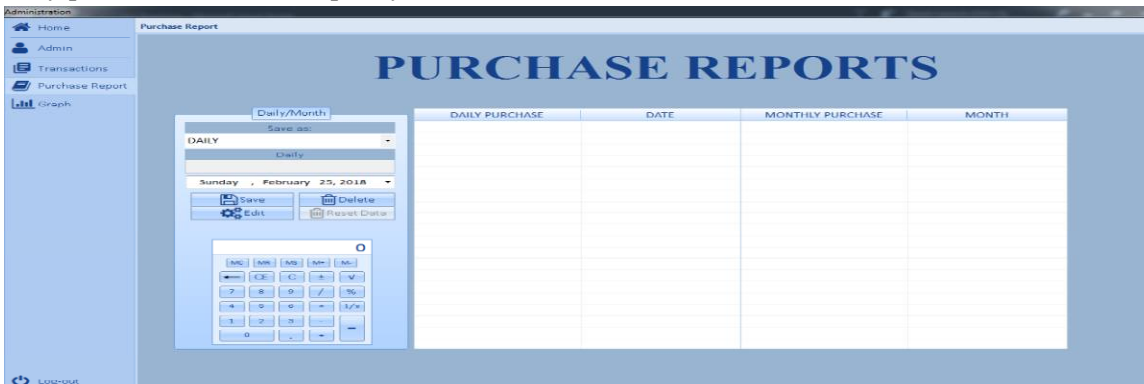 Administration
Home
Admin
Transactions
Purchase Report
Graph
Log-out
Purchase Report
PURCHASE REPORTS
Daily/Month
Save as:
DAILY
Daily
Sunday , February 25, 2018
Save Delete
Edit Reset Data
0
MC MR MS M+ M-
CE C ± √
7 8 9 / %
4 5 6 * 1/x
1 2 3 -
0 .
DAILY PURCHASE DATE MONTHLY PURCHASE MONTH